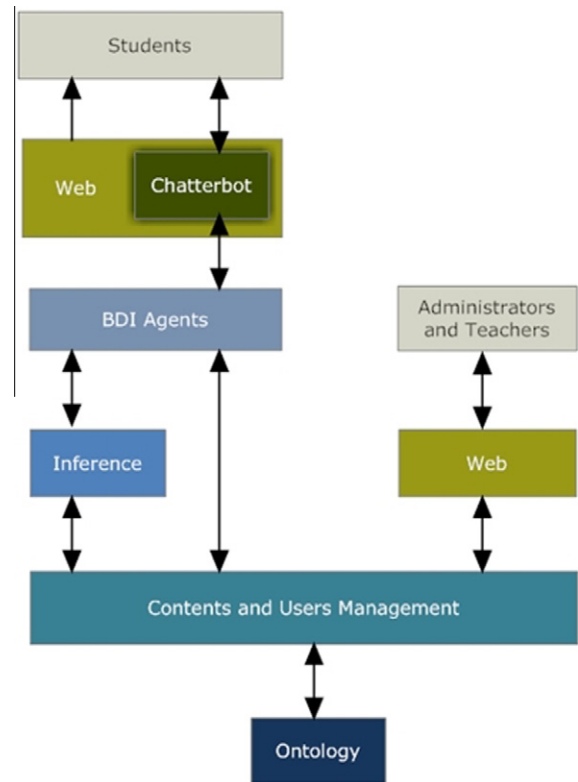 Students
Web
Chatterbot
BDI Agents
Administrators
and Teachers
Inference
Web
Contents and Users Management
Ontology